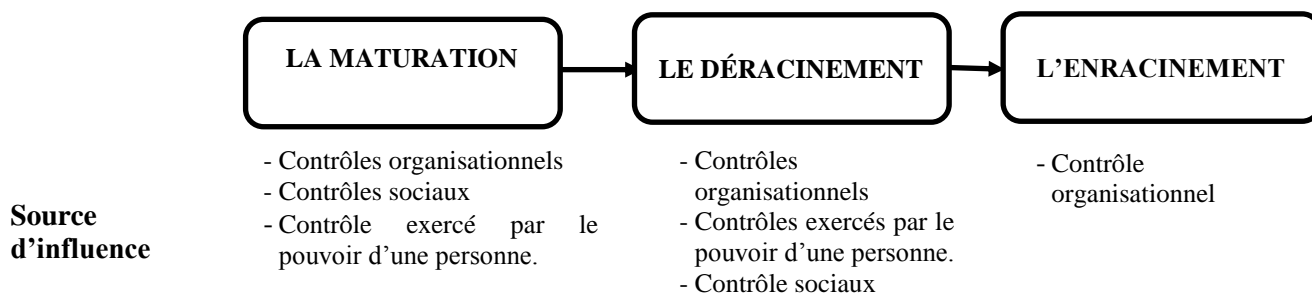 LA MATURATION
LE DÉRACINEMENT
L’ENRACINEMENT
Source
d’influence
- Contrôles organisationnels
- Contrôles sociaux
- Contrôle exercé par le
pouvoir d’une personne.
- Contrôles
organisationnels
- Contrôles exercés par le
pouvoir d’une personne.
- Contrôle sociaux
- Contrôle
organisationnel